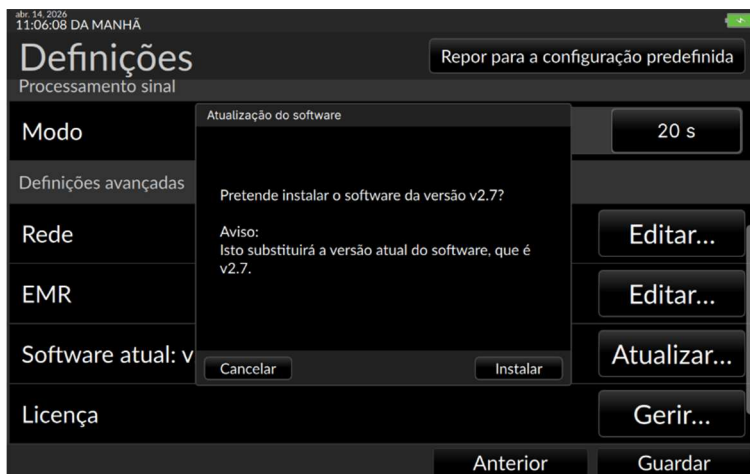 abr. 14, 2026
11:06:08 DA MANHÃ
Definições
Repor para a configuração predefinida
Processamento sinal
Modo
20 s
Definições avançadas
Rede
Editar...
EMR
Editar...
Software atual: v
Atualizar...
Licença
Gerir...
Anterior
Guardar
Atualização do software
Pretende instalar o software da versão v2.7?
Aviso:
Isto substituirá a versão atual do software, que é
v2.7.
Cancelar
Instalar